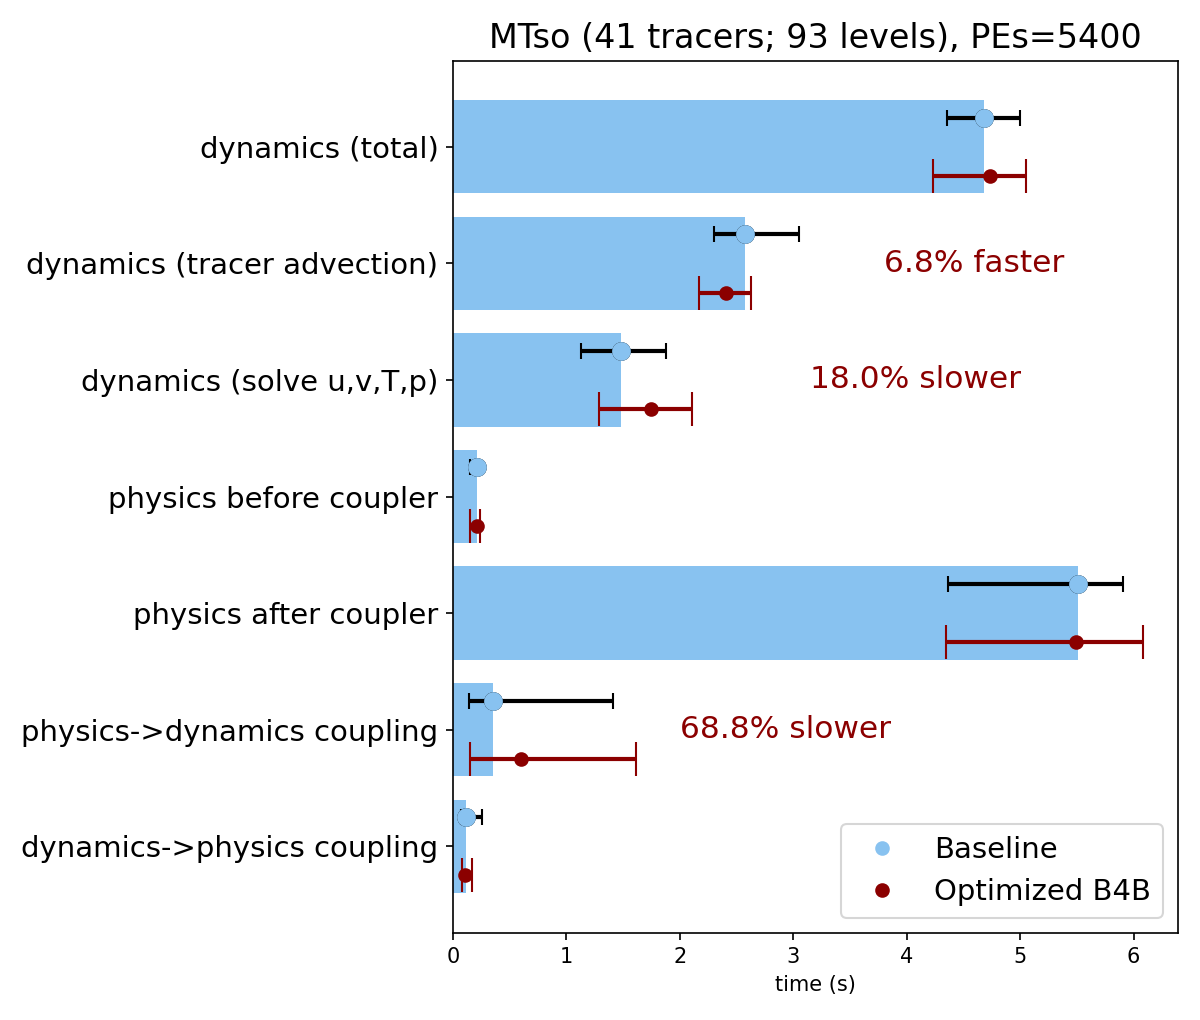 MTso (41 tracers; 93 levels), PEs=5400
dynamics (total)
dynamics (tracer advection)
6.8% faster
dynamics (solve u,v,T,p)
18.0% slower
physics before coupler
physics after coupler
physics->dynamics coupling
68.8% slower
dynamics->physics coupling
Baseline
Optimized B4B
0 1 2 3 4 5 6
time (s)